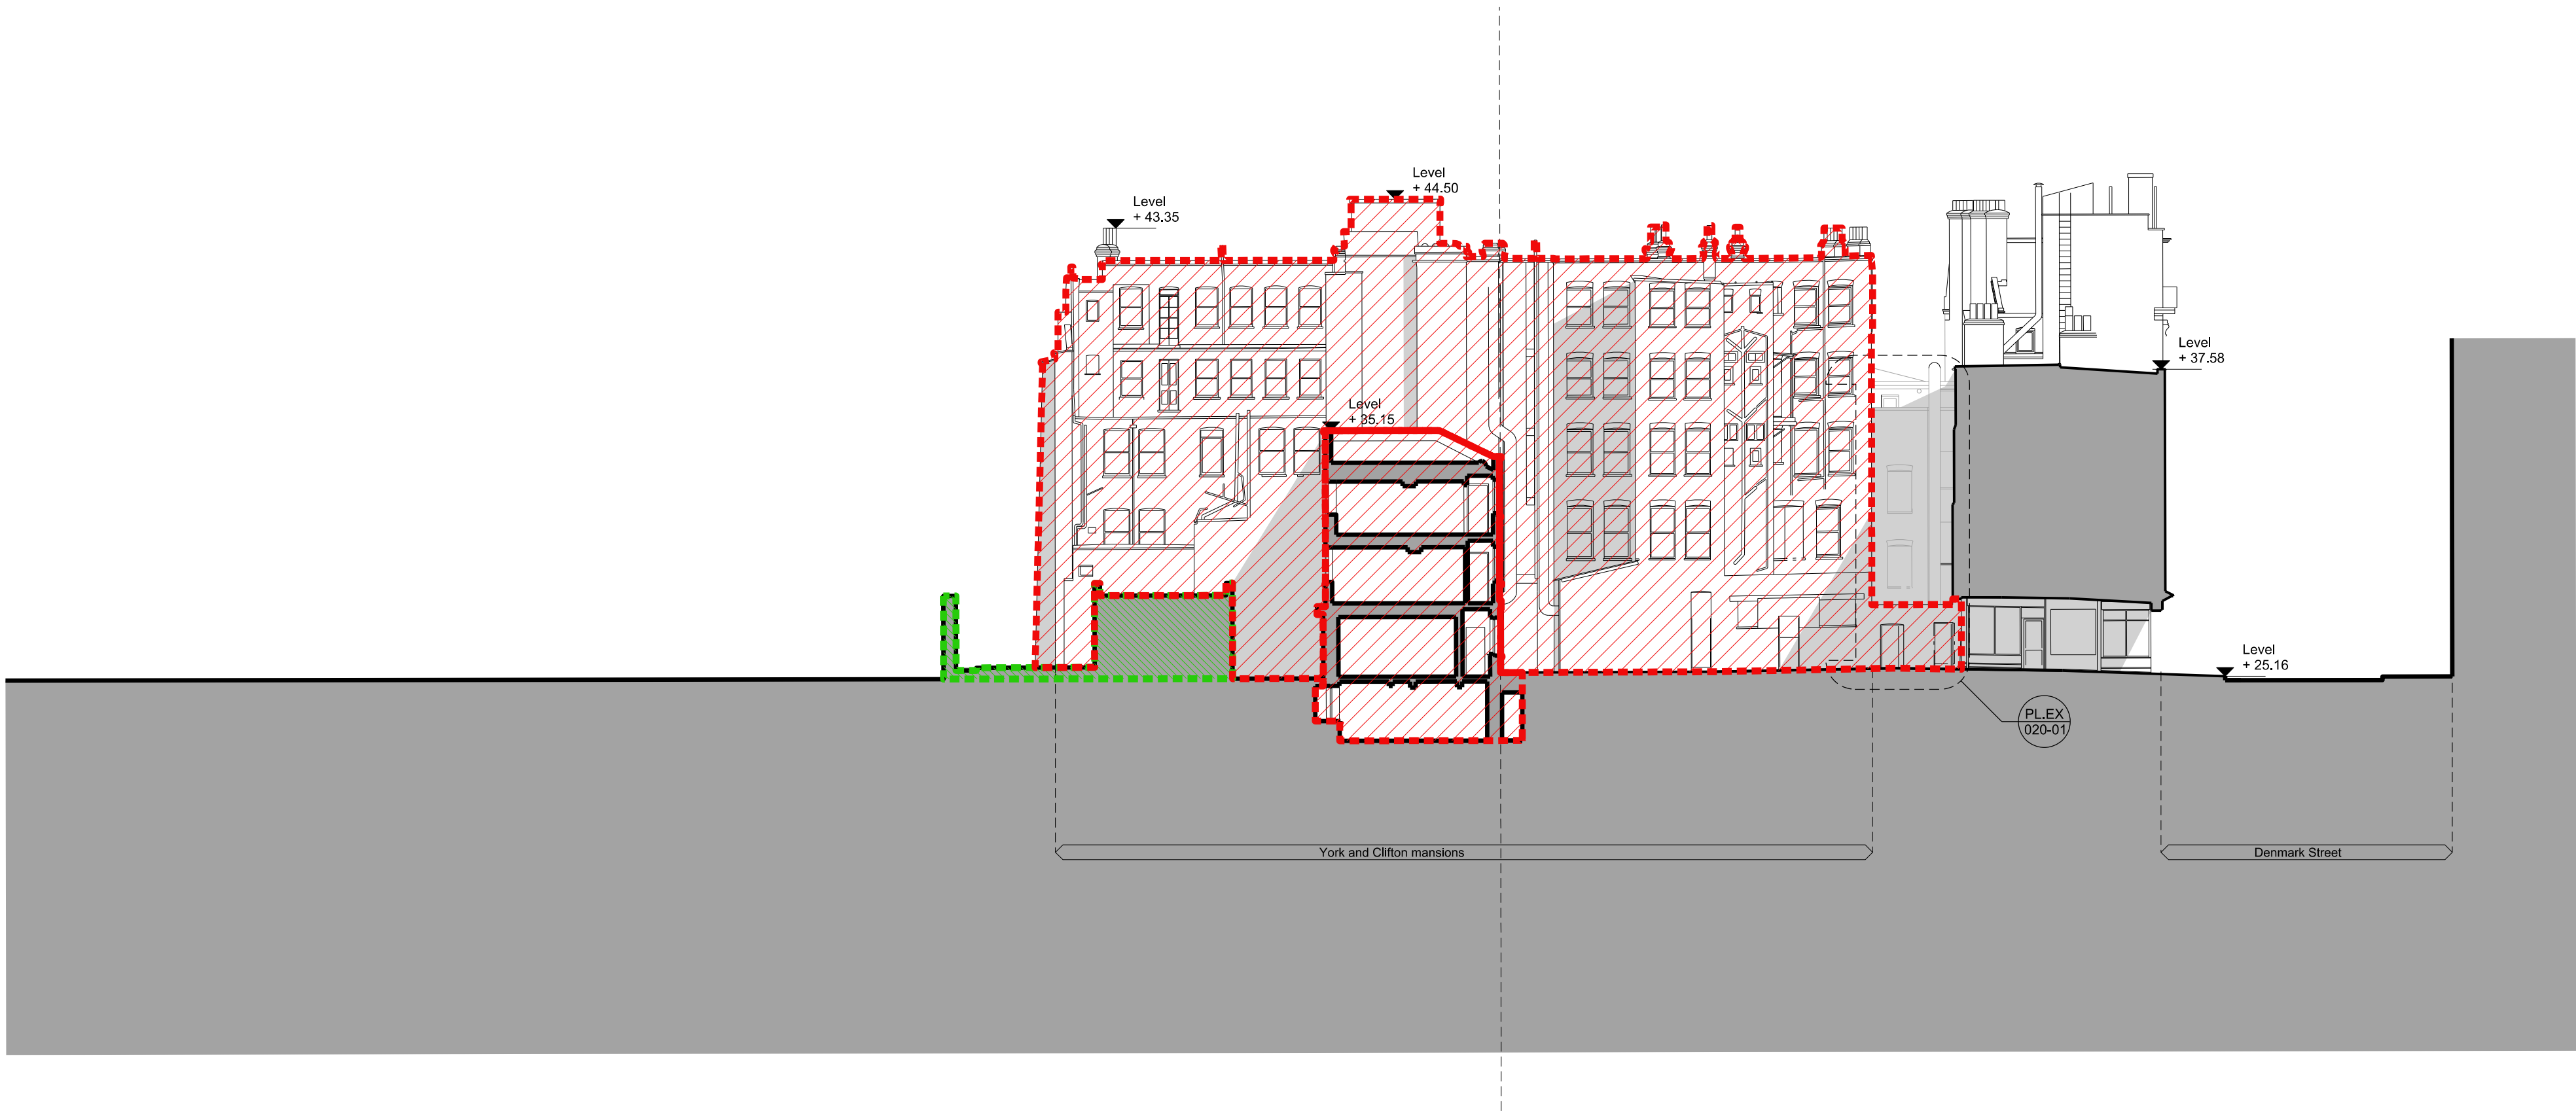 Level
+ 44.50
Level
+ 43.35
Level
+ 37.58
Level
+ 35.15
Level
+ 25.16
PL.EX
020-01
York and Clifton mansions
Denmark Street